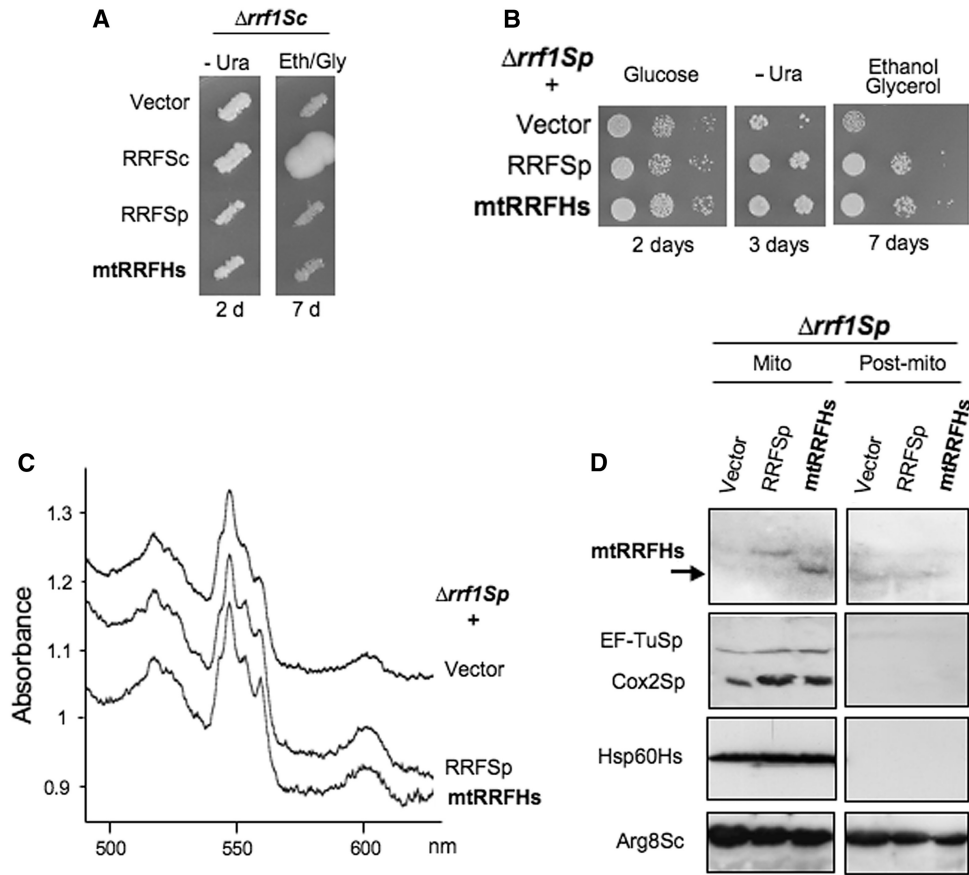 A
Δrrf1Sc
- Ura Eth/Gly
Vector
RRFSc
RRFSp
mtRRFHs
2 d 7 d
B
Δrrf1Sp
+
Glucose - Ura Ethanol
Glycerol
Vector
RRFSp
mtRRFHs
2 days 3 days 7 days
C
Absorbance
1.3
1.2
1.1
1
0.9
500 550 600 nm
Δrrf1Sp
+
Vector
RRFSp
mtRRFHs
D
Δrrf1Sp
Mito Post-mito
Vector RRFSp mtRRFHs Vector RRFSp mtRRFHs
mtRRFHs
EF-TuSp
Cox2Sp
Hsp60Hs
Arg8Sc